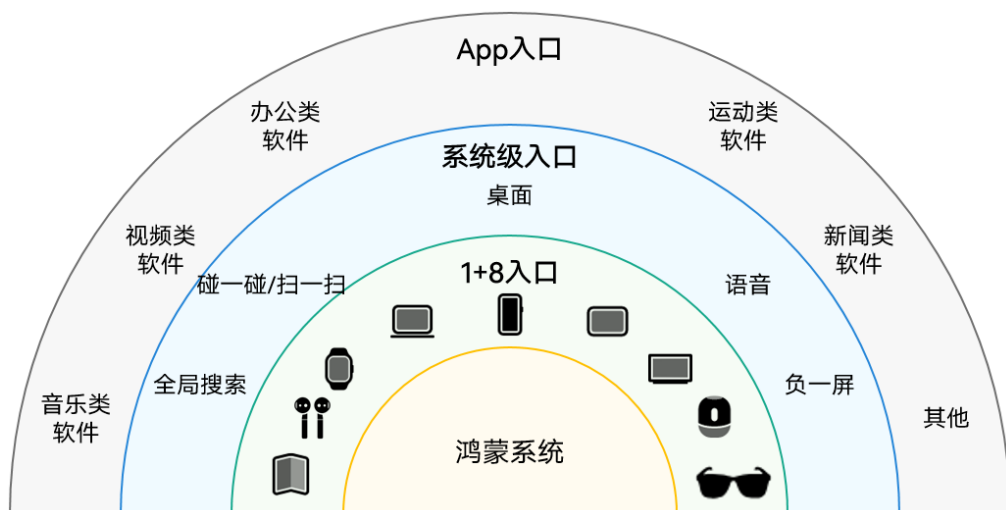 App入口
办公类
软件
运动类
软件
系统级入口
桌面
视频类
软件
新闻类
软件
碰一碰/扫一扫
1+8入口
语音
全局搜索
负一屏
音乐类
软件
其他
鸿蒙系统